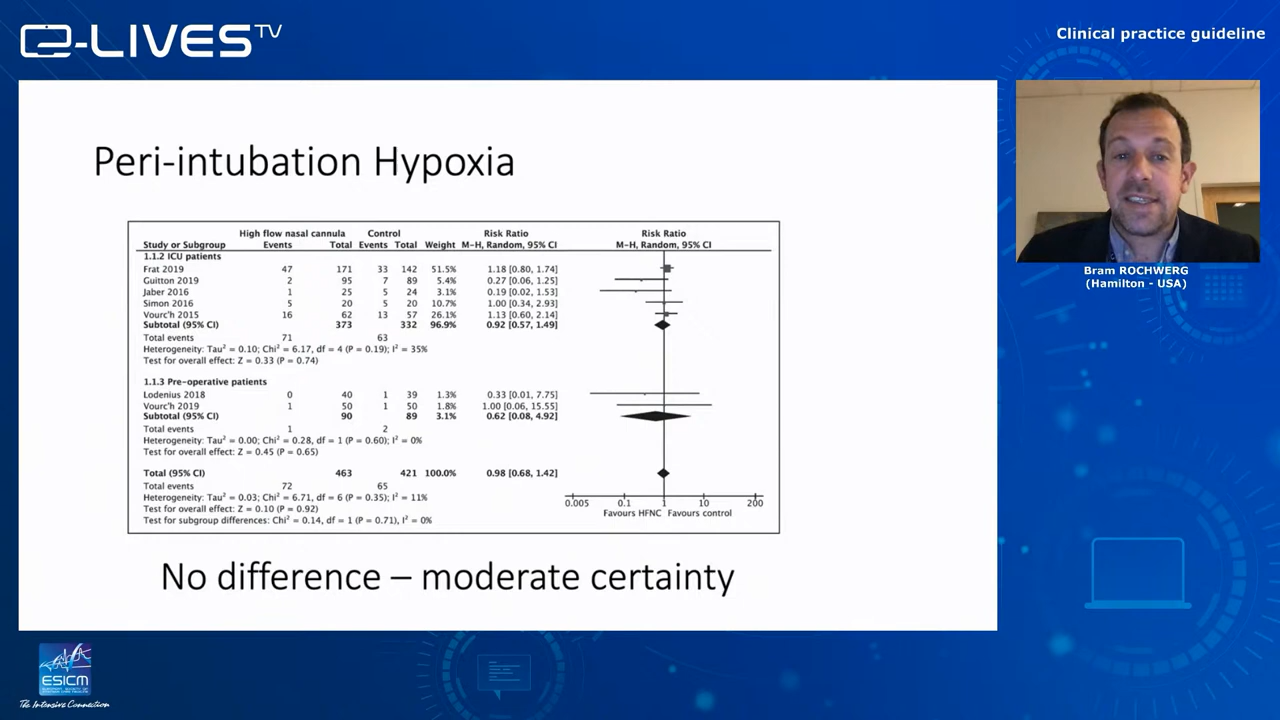 e-LIVES TV
Clinical practice guideline
Peri-intubation Hypoxia
High flow nasal cannula Control Risk Ratio Risk Ratio
Study or Subgroup Events Total Events Total Weight M-H, Random, 95% CI M-H, Random, 95% CI
1.1.2 ICU patients
Frat 2019 47 171 33 142 51.5% 1.18 [0.80, 1.74]
Guitton 2019 2 95 7 89 5.4% 0.27 [0.06, 1.25]
Jaber 2016 1 25 5 24 3.1% 0.19 [0.02, 1.53]
Simon 2016 5 20 5 20 10.7% 1.00 [0.34, 2.93]
Vourc'h 2015 16 62 13 57 26.1% 1.13 [0.60, 2.14]
Subtotal (95% CI) 373 332 96.9% 0.92 [0.57, 1.49]
Total events 71 63
Heterogeneity: Tau² = 0.10; Chi² = 6.17, df = 4 (P = 0.19); I² = 35%
Test for overall effect: Z = 0.33 (P = 0.74)
1.1.3 Pre-operative patients
Lodenius 2018 0 40 1 39 1.3% 0.33 [0.01, 7.75]
Vourc'h 2019 1 50 1 50 1.8% 1.00 [0.06, 15.55]
Subtotal (95% CI) 90 89 3.1% 0.62 [0.08, 4.92]
Total events 1 2
Heterogeneity: Tau² = 0.00; Chi² = 0.28, df = 1 (P = 0.60); I² = 0%
Test for overall effect: Z = 0.45 (P = 0.65)
Total (95% CI) 463 421 100.0% 0.98 [0.68, 1.42]
Total events 72 65
Heterogeneity: Tau² = 0.03; Chi² = 6.71, df = 6 (P = 0.35); I² = 11%
Test for overall effect: Z = 0.10 (P = 0.92)
Test for subgroup differences: Chi² = 0.14, df = 1 (P = 0.71), I² = 0%
0.005 0.1 1 10 200
Favours HFNC Favours control
No difference – moderate certainty
Bram ROCHWERG
(Hamilton - USA)
ESICM
The Intensive Connection